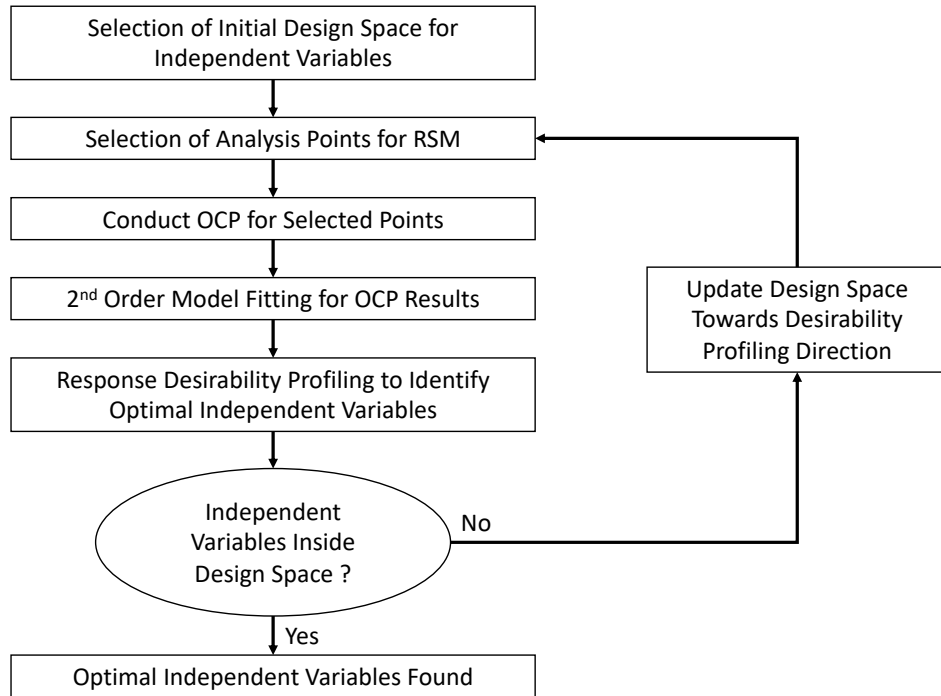 Selection of Initial Design Space for
Independent Variables
Selection of Analysis Points for RSM
Conduct OCP for Selected Points
2nd Order Model Fitting for OCP Results
Response Desirability Profiling to Identify
Optimal Independent Variables
Independent
Variables Inside
Design Space ?
No
Yes
Optimal Independent Variables Found
Update Design Space
Towards Desirability
Profiling Direction